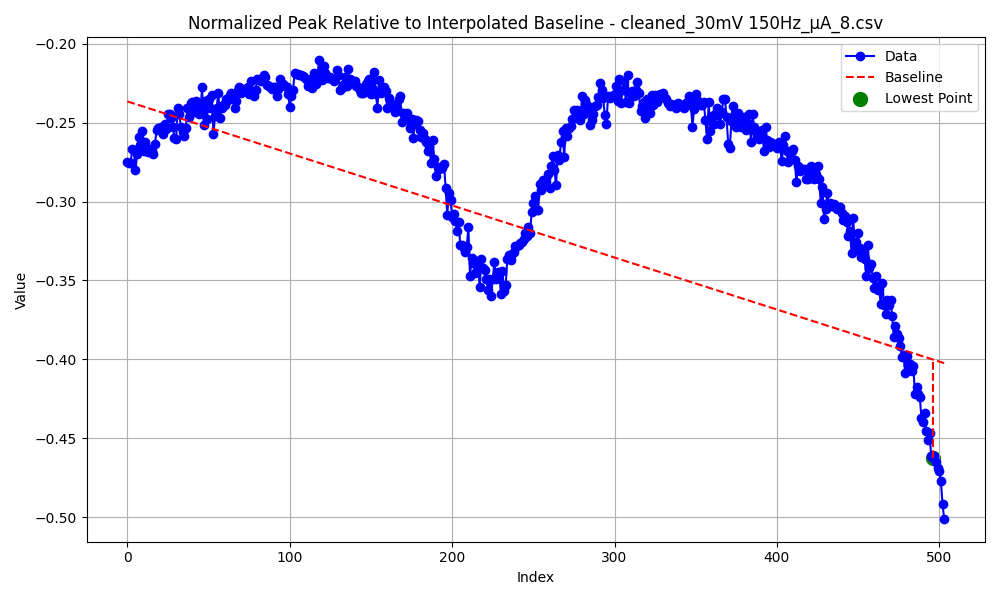 Normalized Peak Relative to Interpolated Baseline - cleaned_30mV 150Hz_μA_8.csv
Data
Baseline
Lowest Point
−0.20
−0.25
−0.30
−0.35
−0.40
−0.45
−0.50
Value
0 100 200 300 400 500
Index